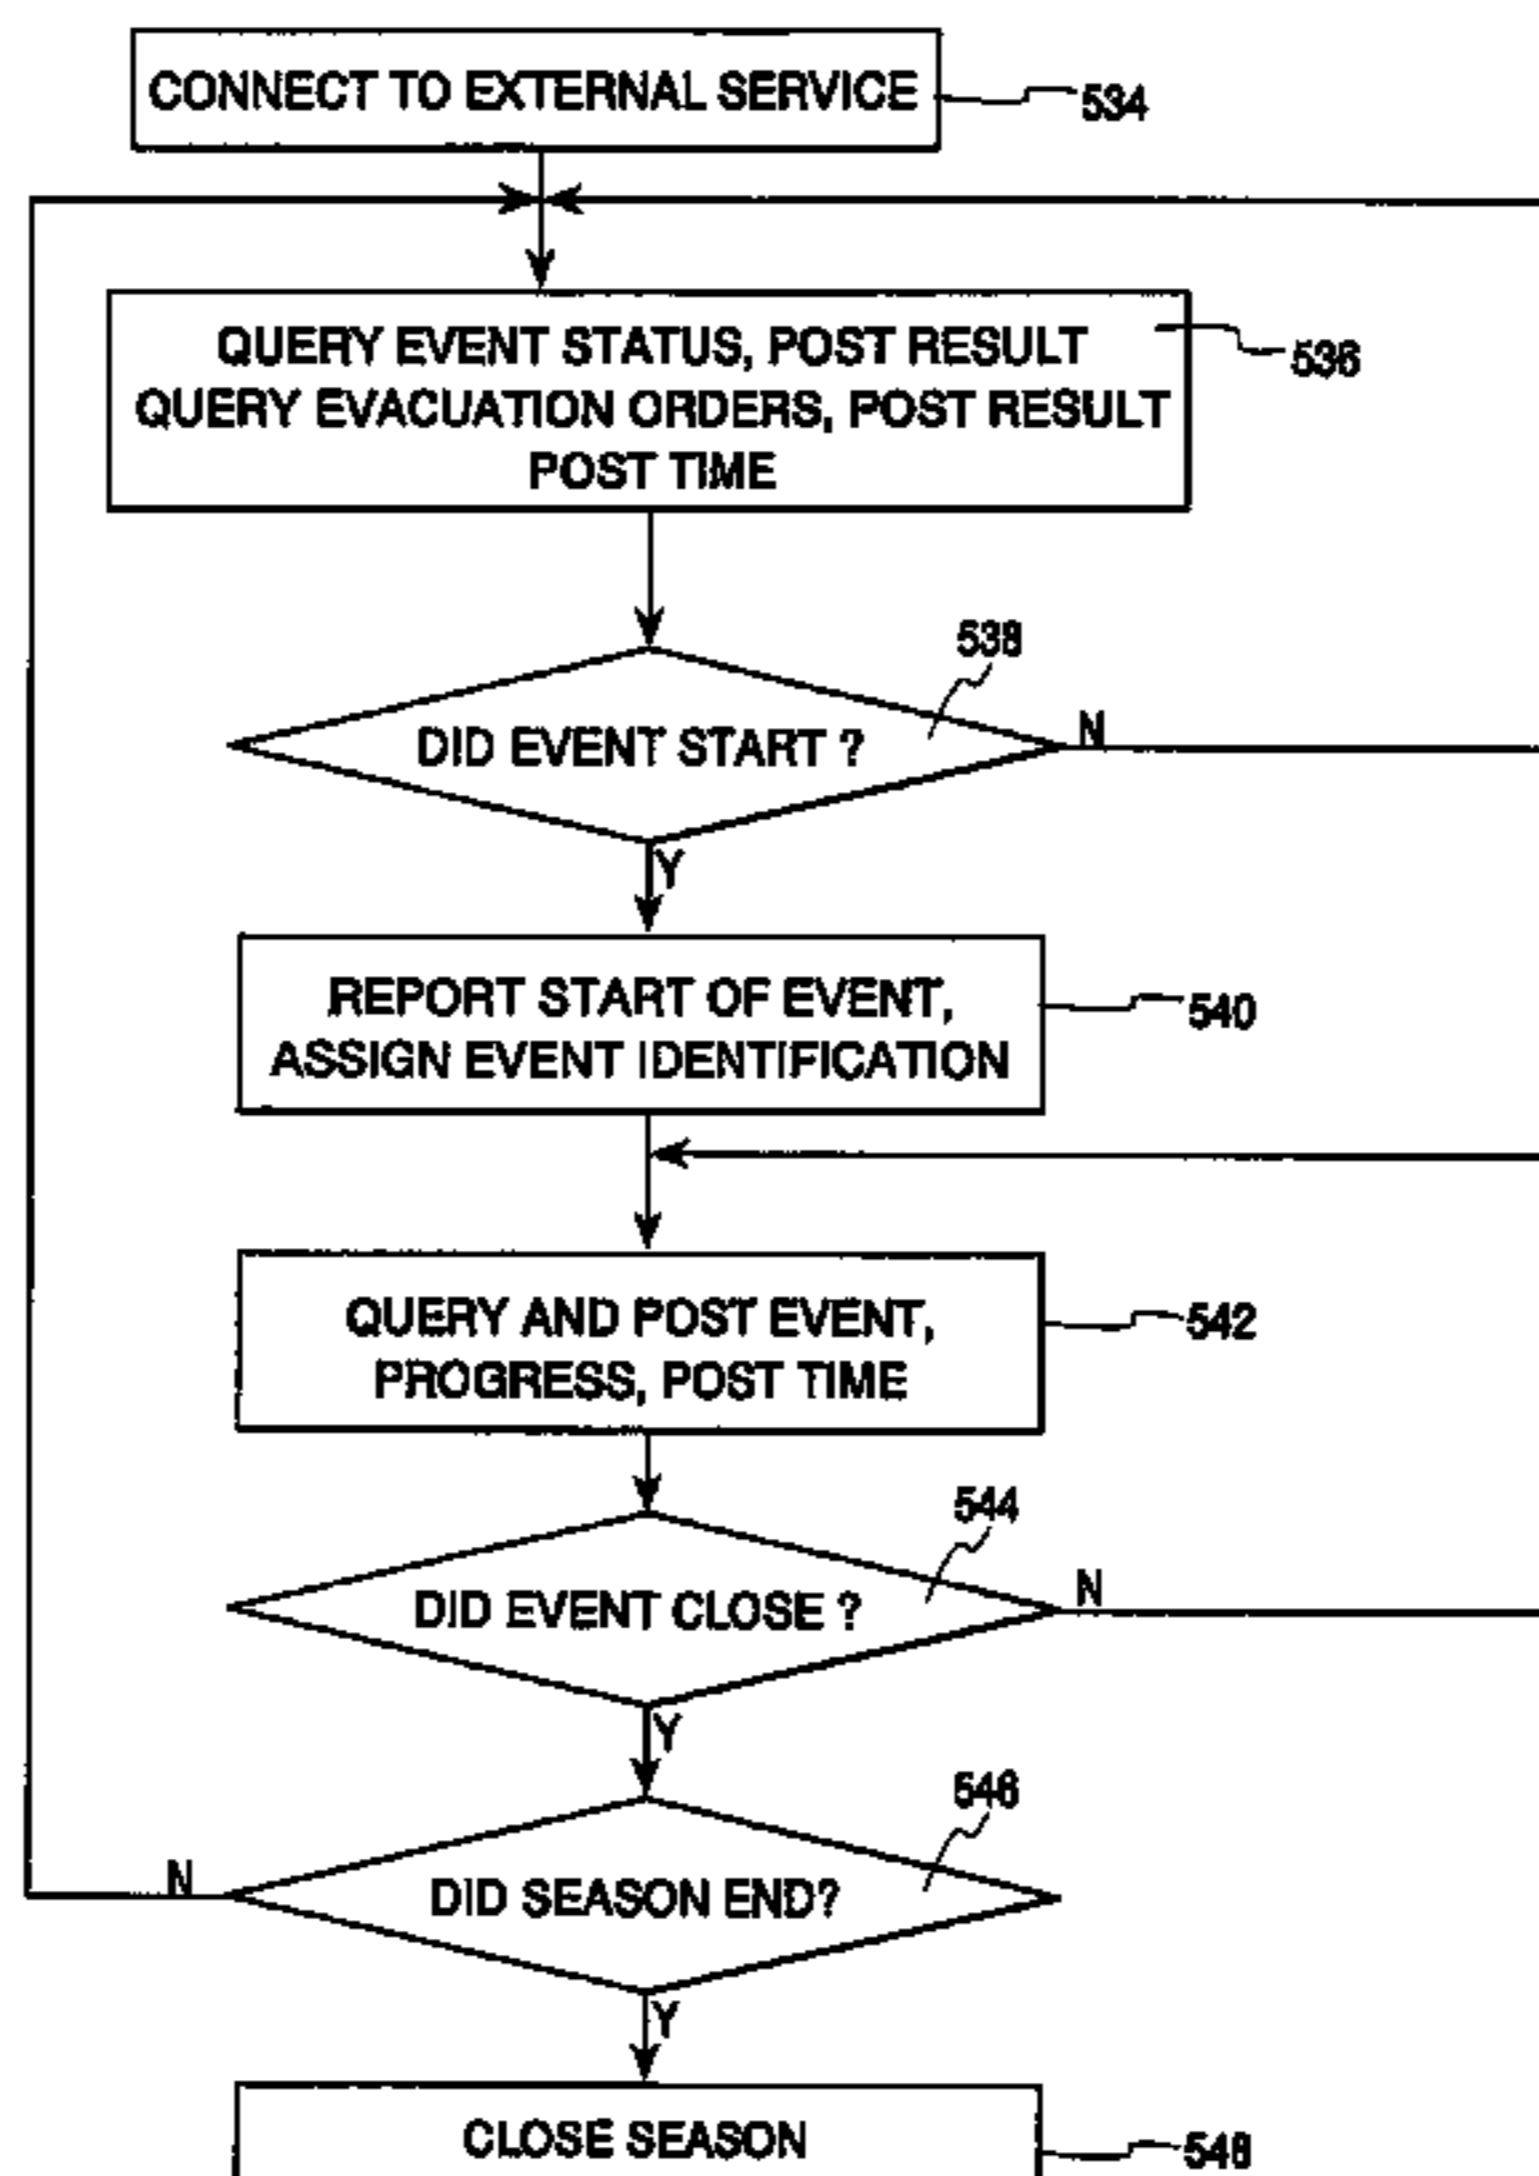 CONNECT TO EXTERNAL SERVICE
534
QUERY EVENT STATUS, POST RESULT
QUERY EVACUATION ORDERS, POST RESULT
POST TIME
536
538
DID EVENT START ?
N
Y
REPORT START OF EVENT,
ASSIGN EVENT IDENTIFICATION
540
QUERY AND POST EVENT,
PROGRESS, POST TIME
542
544
DID EVENT CLOSE ?
N
Y
546
DID SEASON END?
N
Y
CLOSE SEASON
548